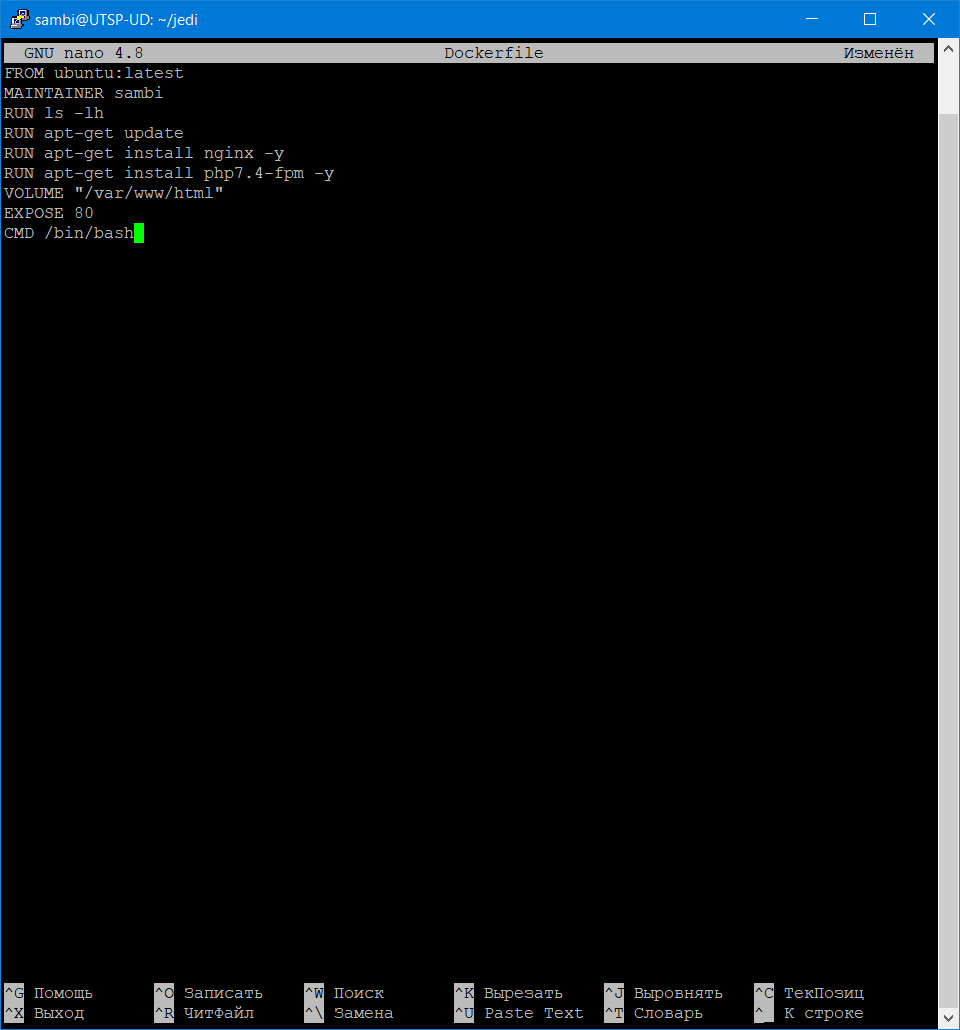 sambi@UTSP-UD: ~/jedi
GNU nano 4.8 Dockerfile Изменён
FROM ubuntu:latest
MAINTAINER sambi
RUN ls -lh
RUN apt-get update
RUN apt-get install nginx -y
RUN apt-get install php7.4-fpm -y
VOLUME "/var/www/html"
EXPOSE 80
CMD /bin/bash
^G Помощь ^O Записать ^W Поиск ^K Вырезать ^J Выровнять ^C ТекПозиц
^X Выход ^R ЧитФайл ^\ Замена ^U Paste Text ^T Словарь ^_ К строке